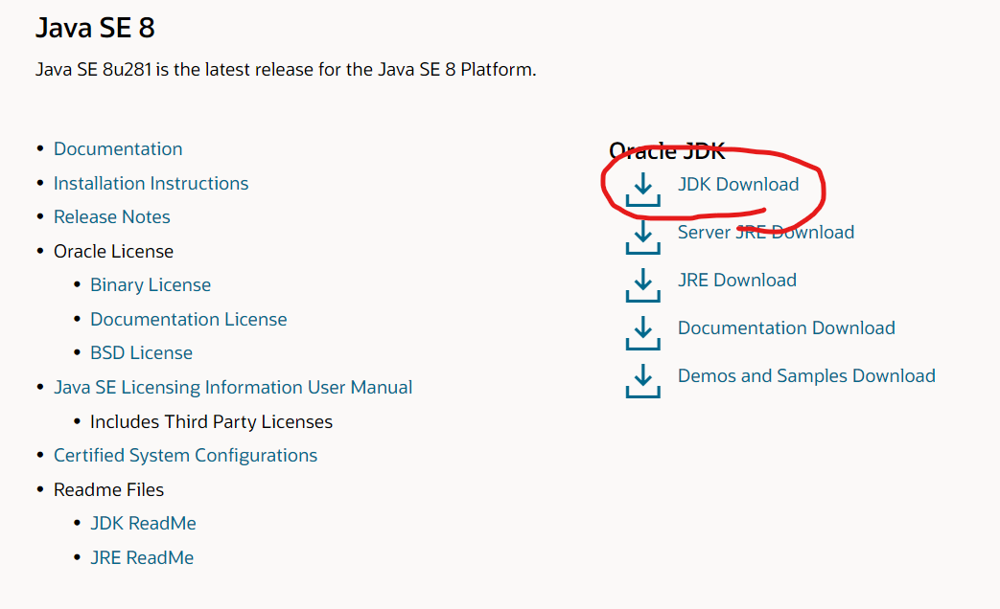 Java SE 8
Java SE 8u281 is the latest release for the Java SE 8 Platform.
Documentation
Installation Instructions
Release Notes
Oracle License
Binary License
Documentation License
BSD License
Java SE Licensing Information User Manual
Includes Third Party Licenses
Certified System Configurations
Readme Files
JDK ReadMe
JRE ReadMe
Oracle JDK
JDK Download
Server JRE Download
JRE Download
Documentation Download
Demos and Samples Download